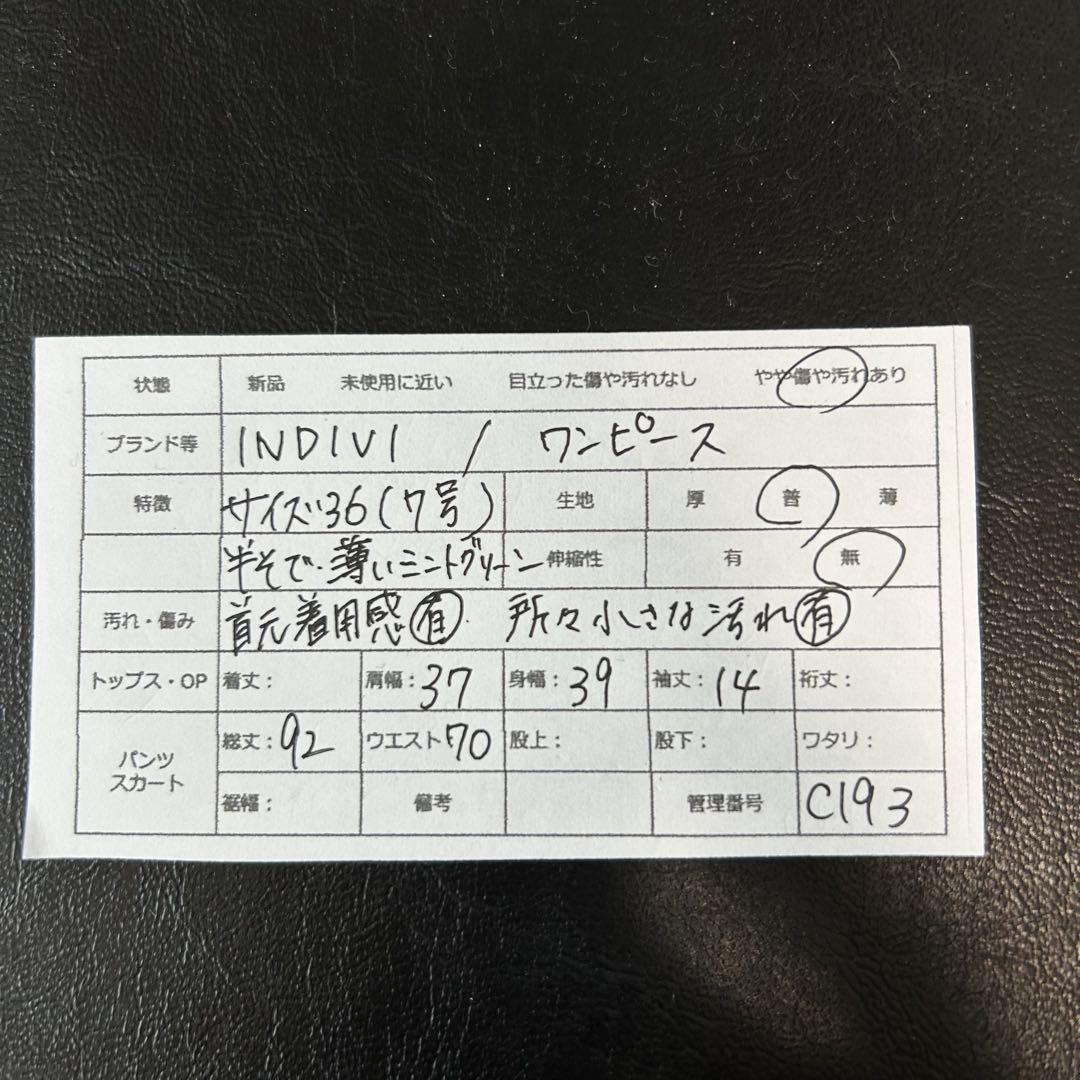 状態 新品 未使用に近い 目立った傷や汚れなし やや傷や汚れあり
ブランド等 INDIVI / ワンピース
特徴 サイズ36(7号) 生地 厚 普 薄
半そで・薄いミントグリーン 伸縮性 有 無
汚れ・傷み 首元着用感有. 所々小さな汚れ有
トップス・OP 着丈: 肩幅:37 身幅:39 袖丈:14 裄丈:
パンツ スカート 総丈:92 ウエスト70 股上: 股下: ワタリ:
裾幅: 備考 管理番号 C193